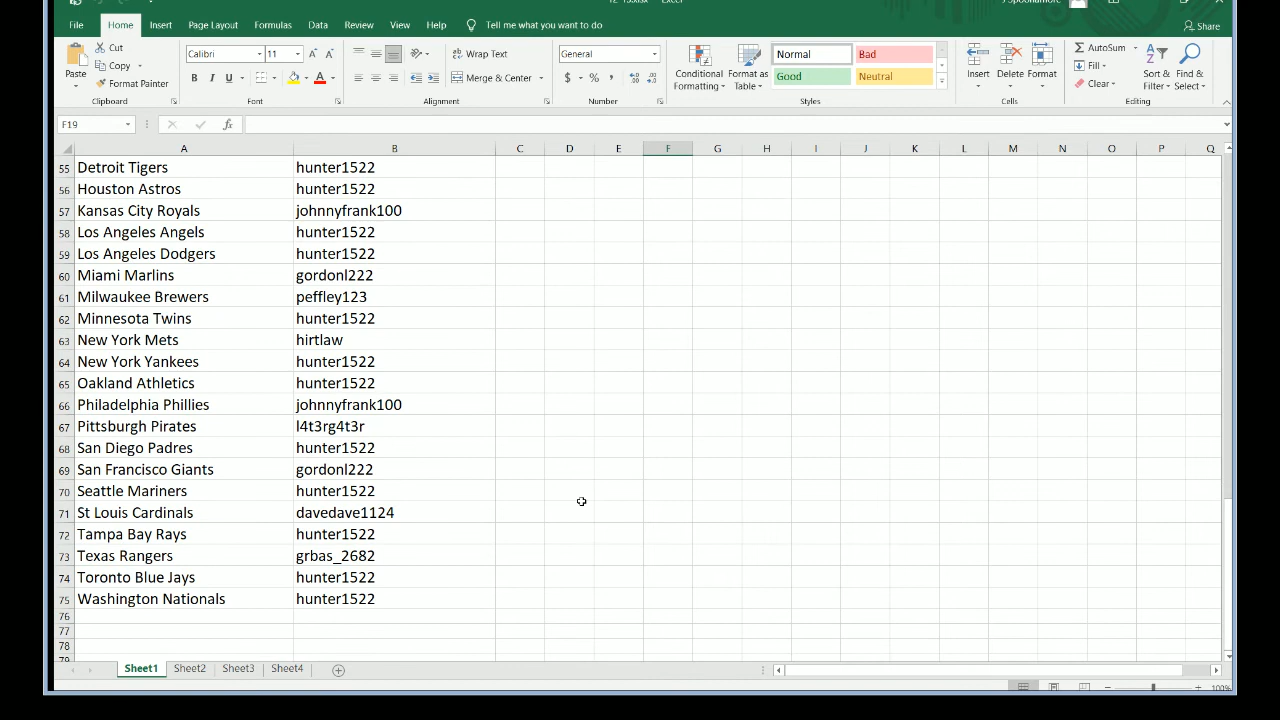 File Home Insert Page Layout Formulas Data Review View Help Tell me what you want to do Share
Paste Cut Copy Format Painter Clipboard
Calibri 11 A A B I U A Font
Wrap Text Merge & Center Alignment
General $ % , Number
Conditional Formatting Format as Table Normal Bad Good Neutral Styles
Insert Delete Format Cells
AutoSum Fill Clear Sort & Filter Find & Select Editing
F19 fx
A B C D E F G H I J K L M N O P Q
55 Detroit Tigers hunter1522
56 Houston Astros hunter1522
57 Kansas City Royals johnnyfrank100
58 Los Angeles Angels hunter1522
59 Los Angeles Dodgers hunter1522
60 Miami Marlins gordonl222
61 Milwaukee Brewers peffley123
62 Minnesota Twins hunter1522
63 New York Mets hirtlaw
64 New York Yankees hunter1522
65 Oakland Athletics hunter1522
66 Philadelphia Phillies johnnyfrank100
67 Pittsburgh Pirates l4t3rg4t3r
68 San Diego Padres hunter1522
69 San Francisco Giants gordonl222
70 Seattle Mariners hunter1522
71 St Louis Cardinals davedave1124
72 Tampa Bay Rays hunter1522
73 Texas Rangers grbas_2682
74 Toronto Blue Jays hunter1522
75 Washington Nationals hunter1522
76
77
78
Sheet1 Sheet2 Sheet3 Sheet4
100%